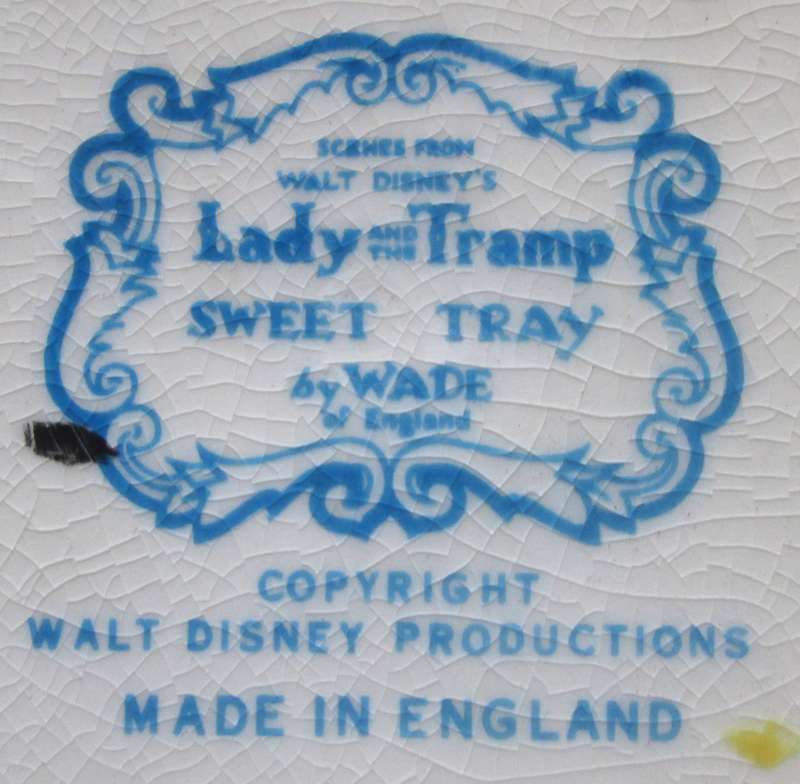 SCENES FROM
WALT DISNEY'S
Lady AND THE Tramp
SWEET TRAY
by WADE
of England
COPYRIGHT
WALT DISNEY PRODUCTIONS
MADE IN ENGLAND